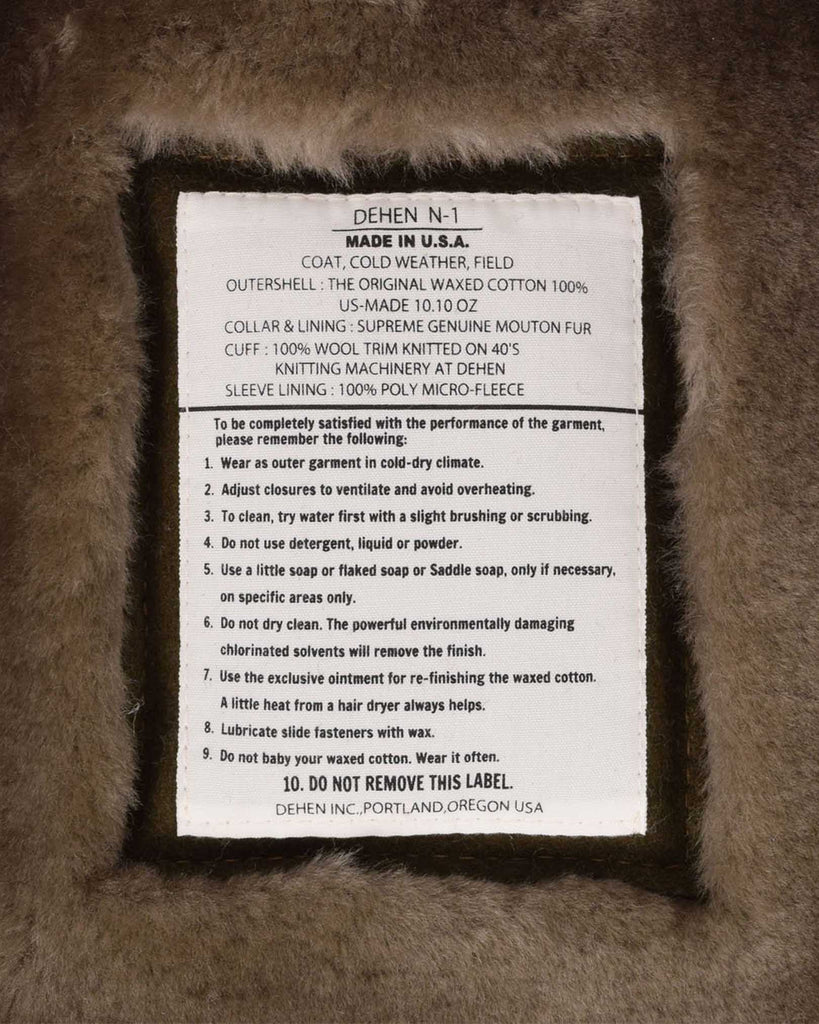 DEHEN N-1
MADE IN U.S.A.
COAT, COLD WEATHER, FIELD
OUTERSHELL : THE ORIGINAL WAXED COTTON 100%
US-MADE 10.10 OZ
COLLAR & LINING : SUPREME GENUINE MOUTON FUR
CUFF : 100% WOOL TRIM KNITTED ON 40'S
KNITTING MACHINERY AT DEHEN
SLEEVE LINING : 100% POLY MICRO-FLEECE
To be completely satisfied with the performance of the garment,
please remember the following:
1. Wear as outer garment in cold-dry climate.
2. Adjust closures to ventilate and avoid overheating.
3. To clean, try water first with a slight brushing or scrubbing.
4. Do not use detergent, liquid or powder.
5. Use a little soap or flaked soap or Saddle soap, only if necessary,
on specific areas only.
6. Do not dry clean. The powerful environmentally damaging
chlorinated solvents will remove the finish.
7. Use the exclusive ointment for re-finishing the waxed cotton.
A little heat from a hair dryer always helps.
8. Lubricate slide fasteners with wax.
9. Do not baby your waxed cotton. Wear it often.
10. DO NOT REMOVE THIS LABEL.
DEHEN INC.,PORTLAND,OREGON USA